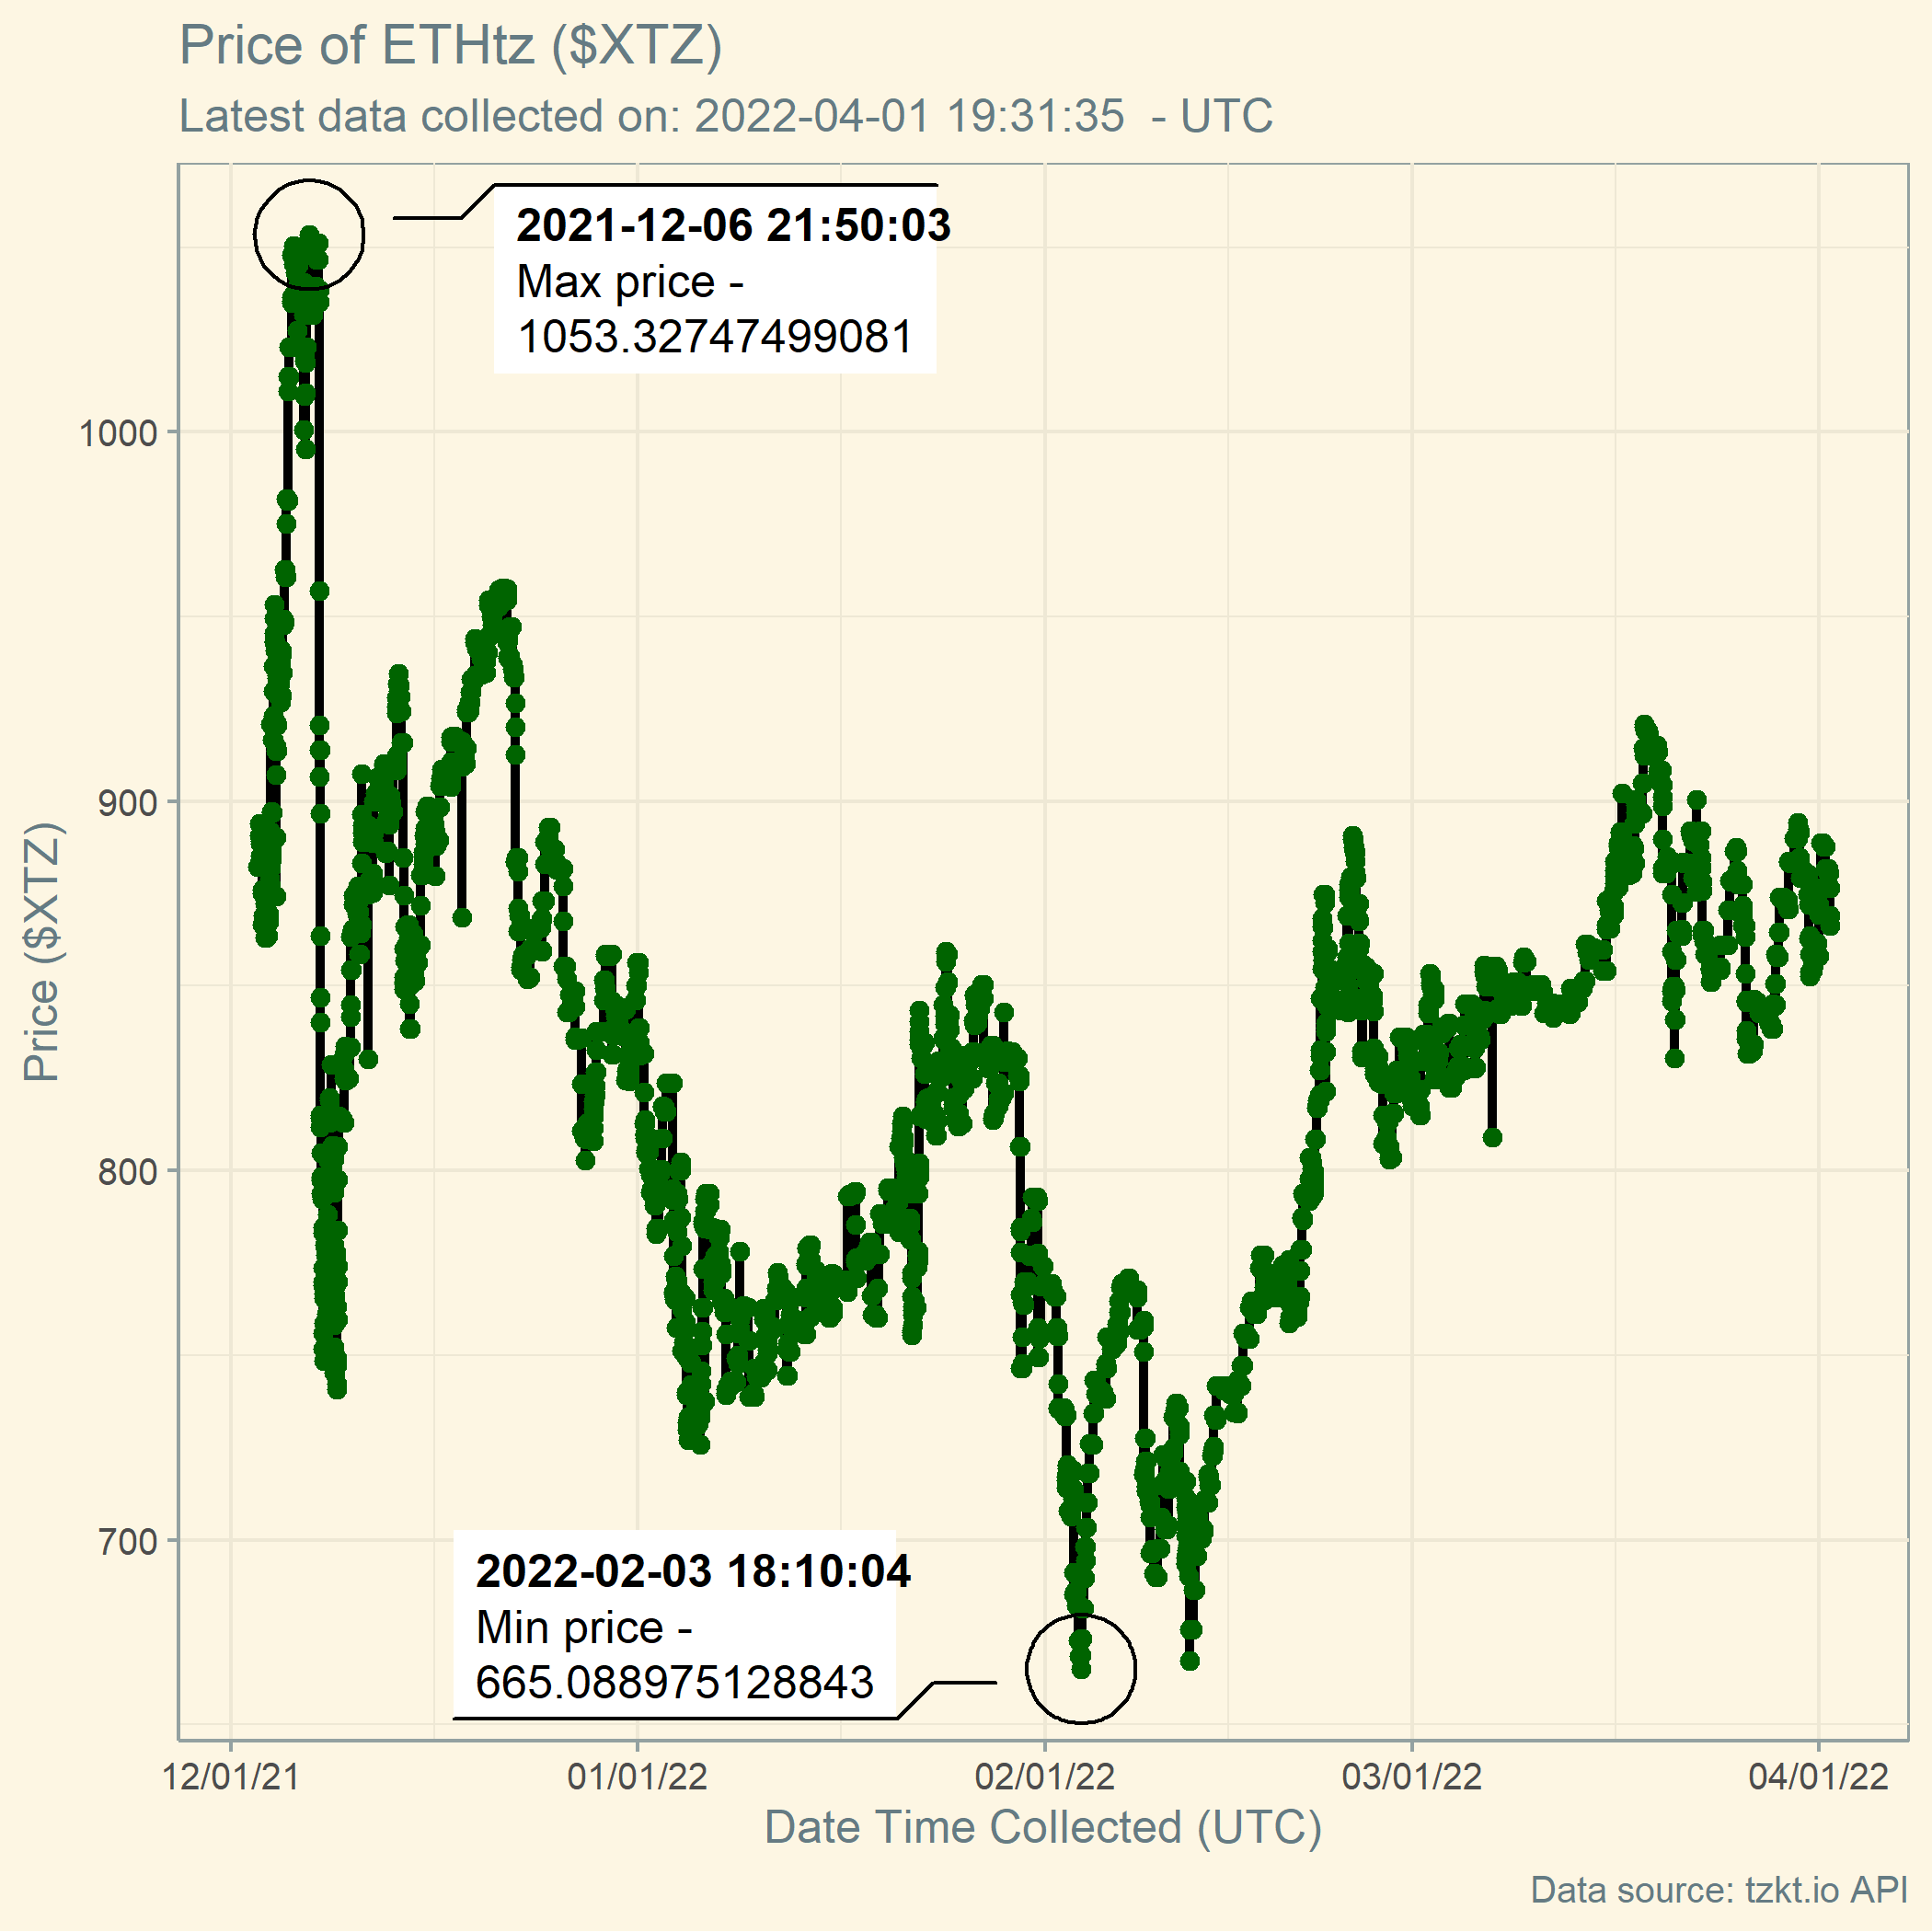 Price of ETHtz ($XTZ)
Latest data collected on: 2022-04-01 19:31:35  - UTC
2021-12-06 21:50:03
Max price -
1053.32747499081
1000
900
800
700
Price ($XTZ)
2022-02-03 18:10:04
Min price -
665.088975128843
12/01/21
01/01/22
02/01/22
03/01/22
04/01/22
Date Time Collected (UTC)
Data source: tzkt.io API